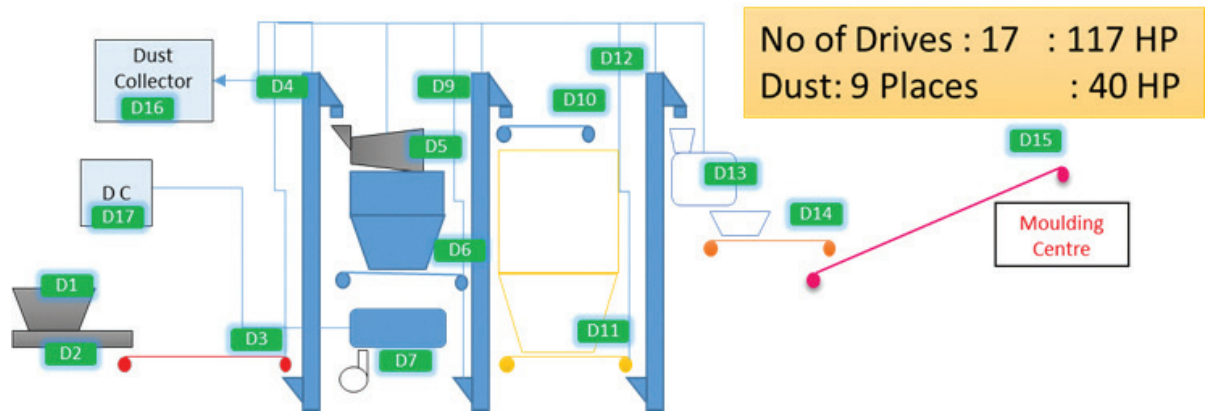 No of Drives : 17 : 117 HP
Dust: 9 Places : 40 HP
Dust
Collector
D16
D4
D9
D12
D10
D5
D15
D13
D C
D17
D14
Moulding
Centre
D6
D1
D3
D11
D2
D7